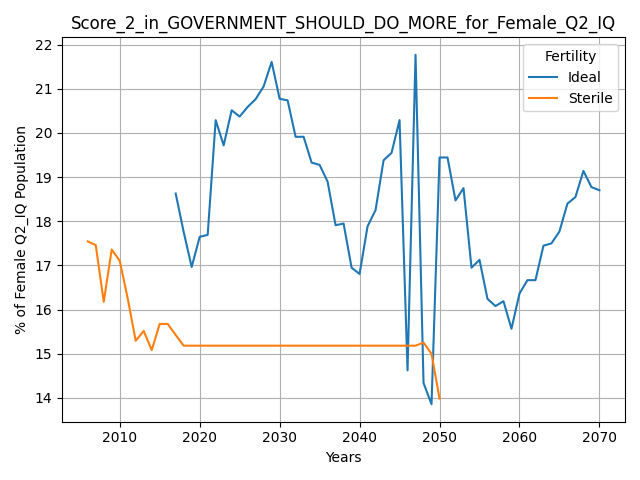 Score_2_in_GOVERNMENT_SHOULD_DO_MORE_for_Female_Q2_IQ
Fertility
Ideal
Sterile
% of Female Q2_IQ Population
22
21
20
19
18
17
16
15
14
2010
2020
2030
2040
2050
2060
2070
Years